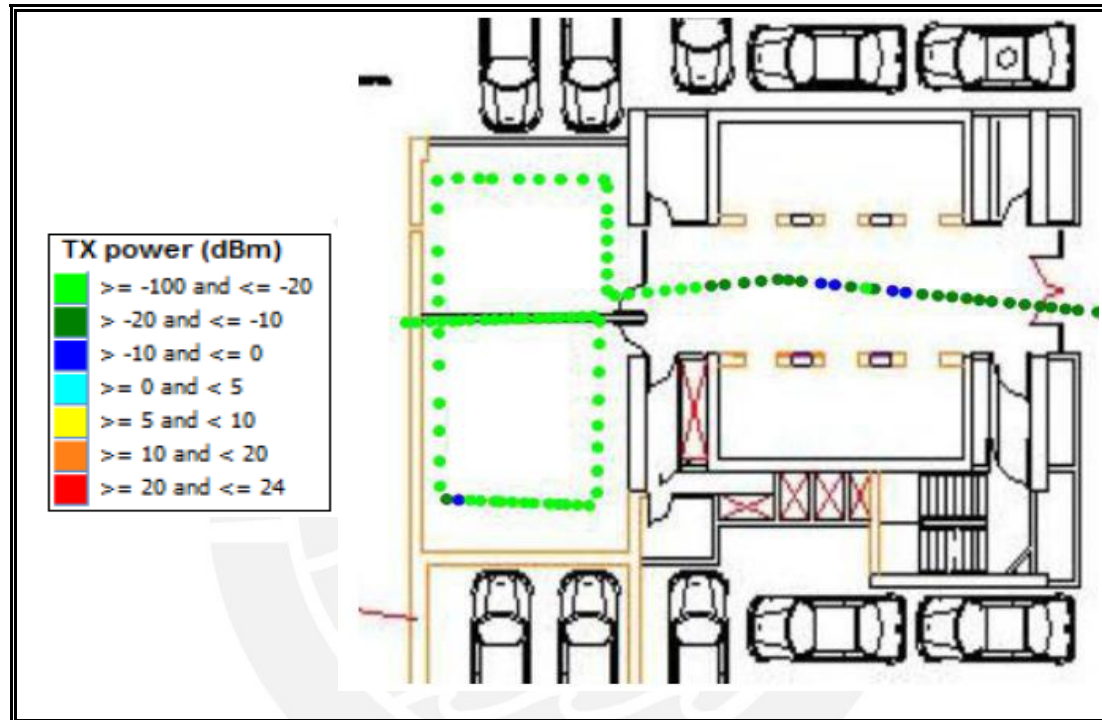 TX power (dBm)
>= -100 and <= -20
> -20 and <= -10
> -10 and <= 0
>= 0 and < 5
>= 5 and < 10
>= 10 and < 20
>= 20 and <= 24